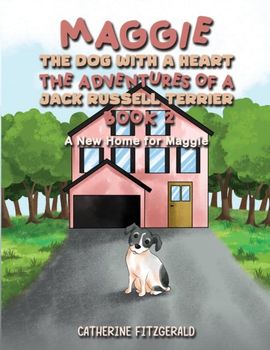 MAGGIE
THE DOG WITH A HEART
THE ADVENTURES OF A
JACK RUSSELL TERRIER
BOOK 2
A New Home for Maggie
CATHERINE FITZGERALD